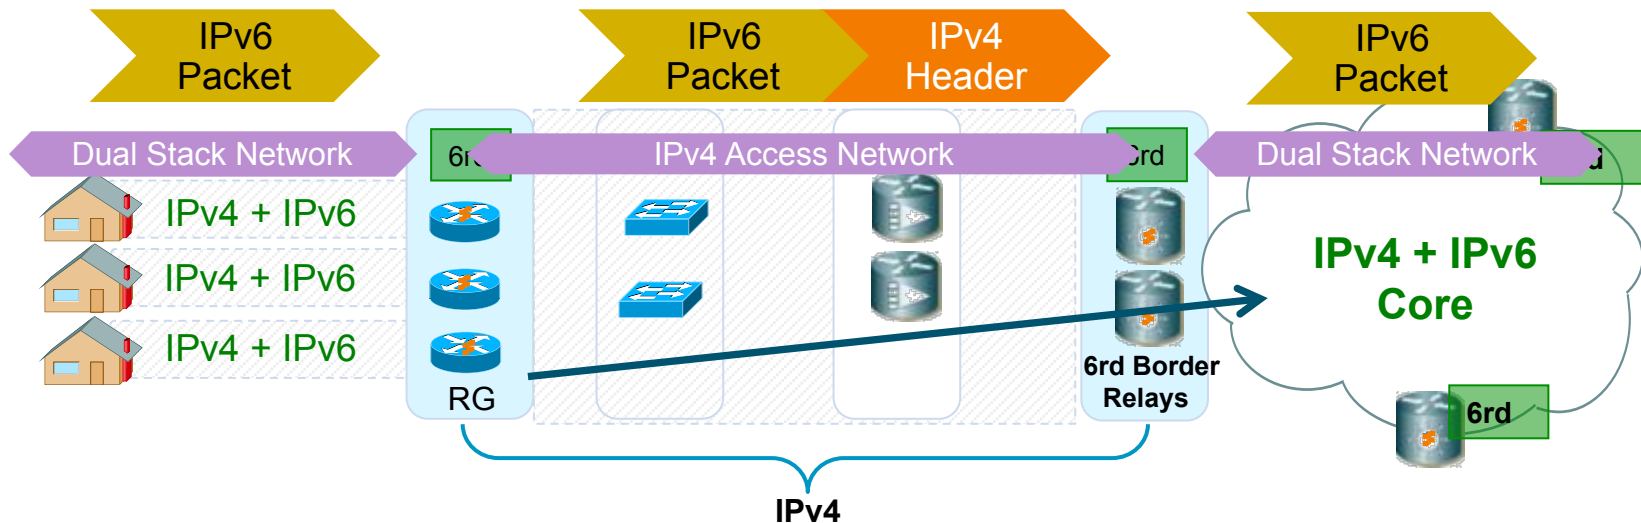 IPv6
Packet
IPv6
Packet
IPv4
Header
IPv6
Packet
Dual Stack Network
IPv4 Access Network
Dual Stack Network
IPv4 + IPv6
IPv4 + IPv6
IPv4 + IPv6
RG
6rd Border
Relays
IPv4 + IPv6
Core
6rd
IPv4